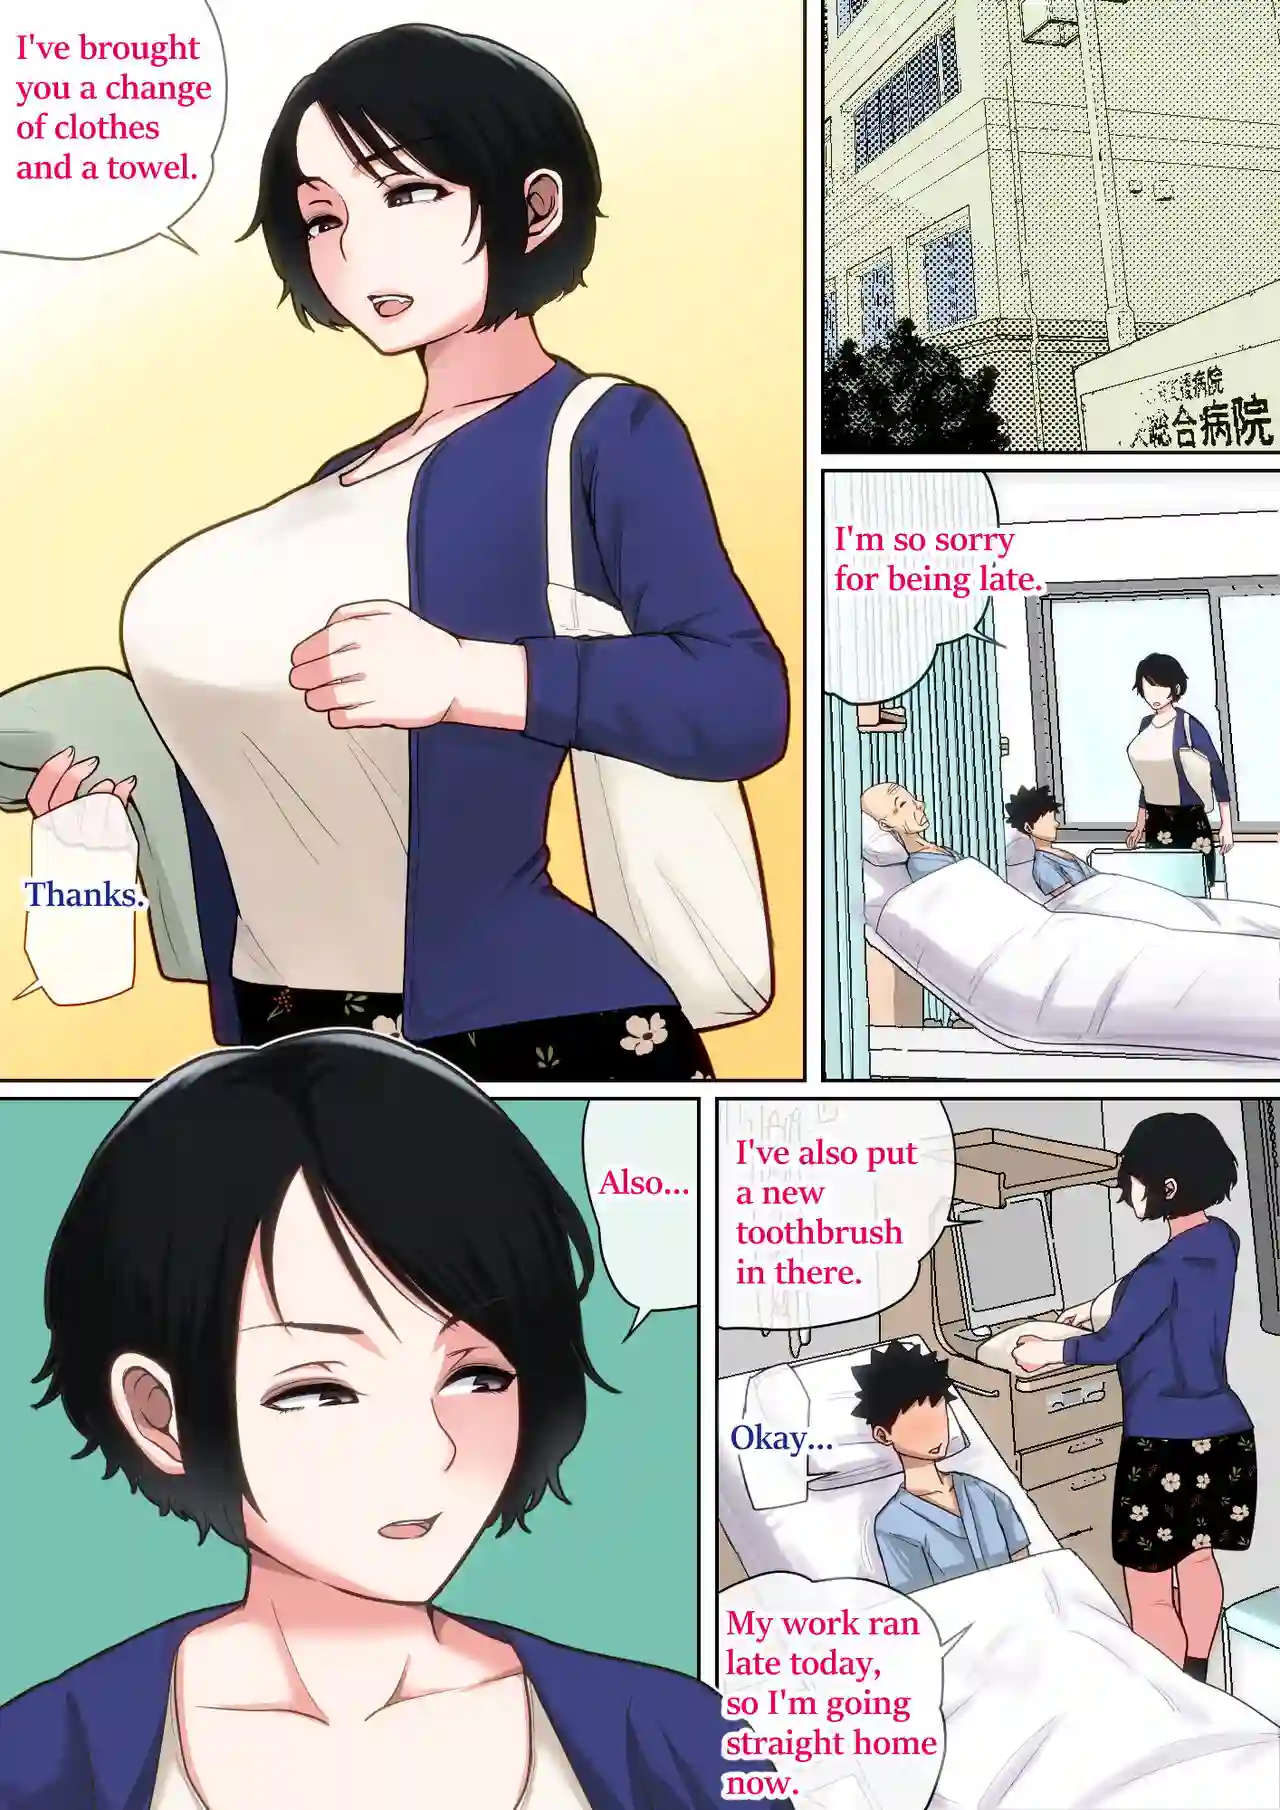 総合病院
I'm so sorry
for being late.
I've brought
you a change
of clothes
and a towel.
Thanks.
I've also put
a new
toothbrush
in there.
Okay...
My work ran
late today,
so I'm going
straight home
now.
Also...